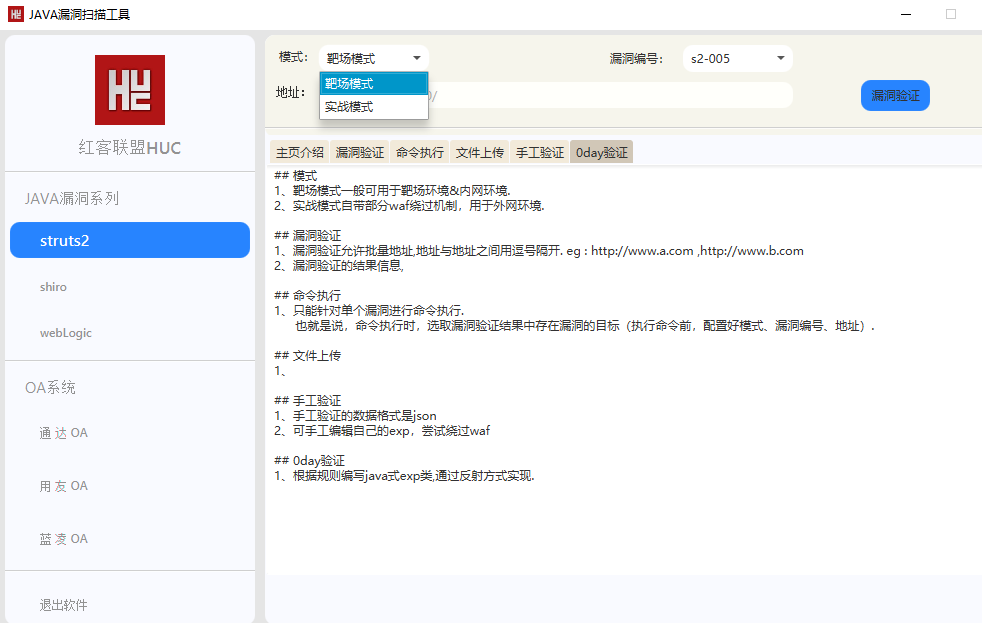 JAVA漏洞扫描工具
HUE
红客联盟HUC
JAVA漏洞系列
struts2
shiro
webLogic
OA系统
通 达 OA
用 友 OA
蓝 凌 OA
退出软件
模式： 靶场模式
漏洞编号： s2-005
靶场模式
实战模式
地址： 0/
漏洞验证
主页介绍 漏洞验证 命令执行 文件上传 手工验证 0day验证
## 模式
1、靶场模式一般可用于靶场环境&内网环境.
2、实战模式自带部分waf绕过机制，用于外网环境.
## 漏洞验证
1、漏洞验证允许批量地址,地址与地址之间用逗号隔开. eg : http://www.a.com ,http://www.b.com
2、漏洞验证的结果信息,
## 命令执行
1、只能针对单个漏洞进行命令执行.
也就是说，命令执行时，选取漏洞验证结果中存在漏洞的目标（执行命令前，配置好模式、漏洞编号、地址）.
## 文件上传
1、
## 手工验证
1、手工验证的数据格式是json
2、可手工编辑自己的exp，尝试绕过waf
## 0day验证
1、根据规则编写java式exp类,通过反射方式实现.